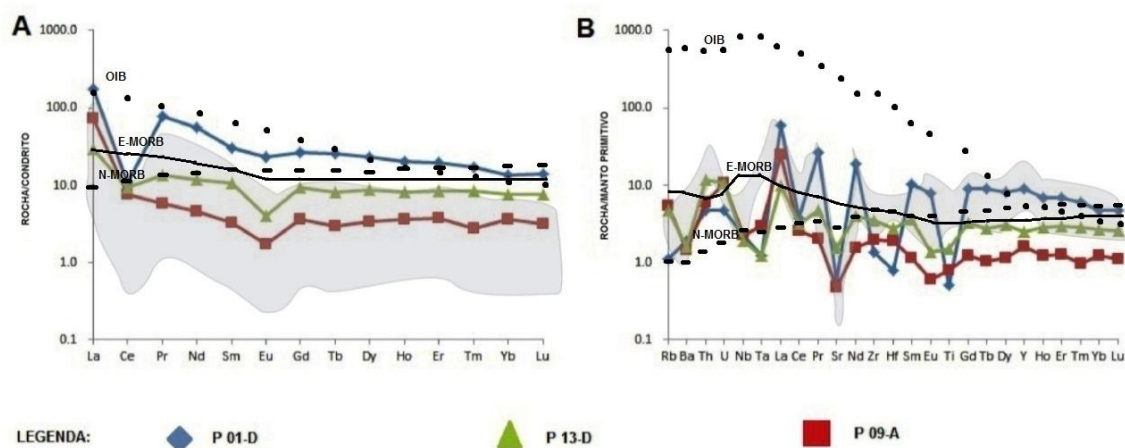 A
B
1000.0
100.0
10.0
1.0
0.1
ROCHA/CONDRITO
OIB
E-MORB
N-MORB
La Ce Pr Nd Sm Eu Gd Tb Dy Ho Er Tm Yb Lu
1000.0
100.0
10.0
1.0
0.1
ROCHA/MANTO PRIMITIVO
OIB
E-MORB
N-MORB
Rb Ba Th U Nb Ta La Ce Pr Sr Nd Zr Hf Sm Eu Ti Gd Tb Dy Y Ho Er Tm Yb Lu
LEGENDA: P 01-D P 13-D P 09-A